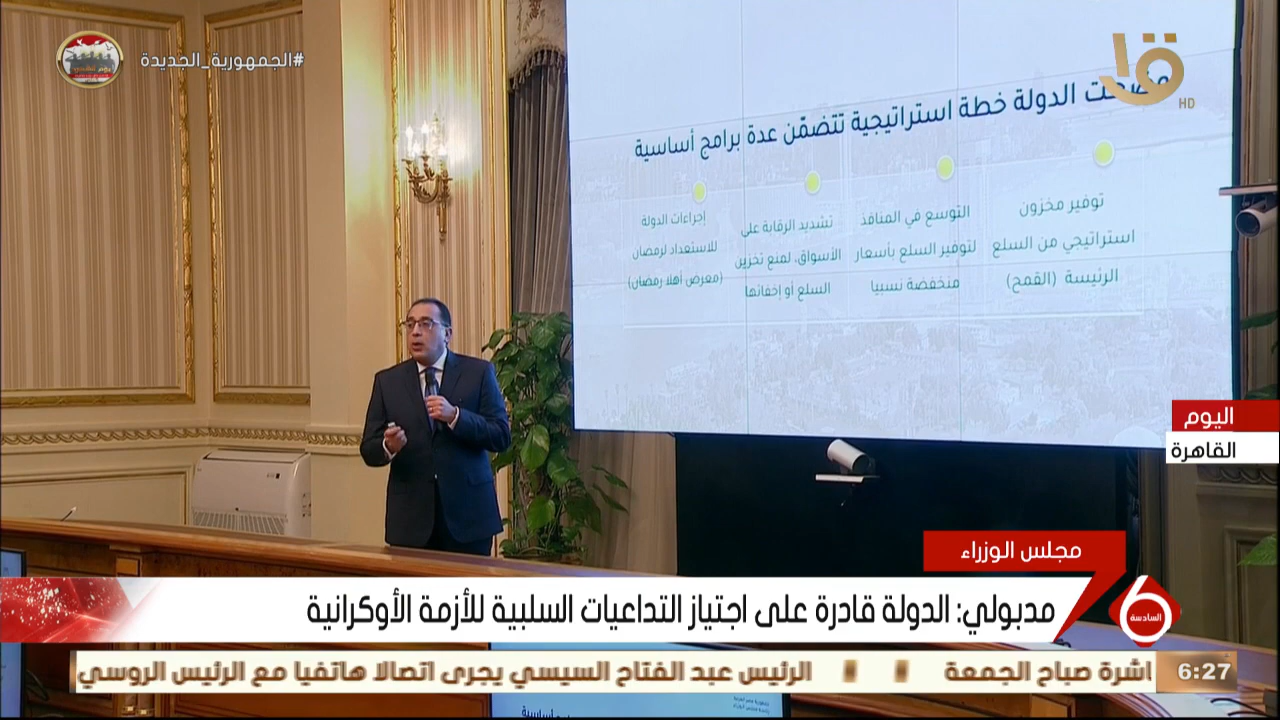 #الجمهورية_الجديدة
HD
الدولة خطة استراتيجية تتضمّن عدة برامج أساسية
توفير مخزون
استراتيجي من السلع
الرئيسة (القمح)
التوسع في المنافذ
لتوفير السلع بأسعار
منخفضة نسبيا
تشديد الرقابة على
الأسواق، لمنع تخزين
السلع أو إخفائها
إجراءات الدولة
للاستعداد لرمضان
(معرض أهلا رمضان)
اليوم
القاهرة
مجلس الوزراء
السادسة
مدبولي: الدولة قادرة على اجتياز التداعيات السلبية للأزمة الأوكرانية
اشرة صباح الجمعة
الرئيس عبد الفتاح السيسي يجرى اتصالا هاتفيا مع الرئيس الروسي
6:27